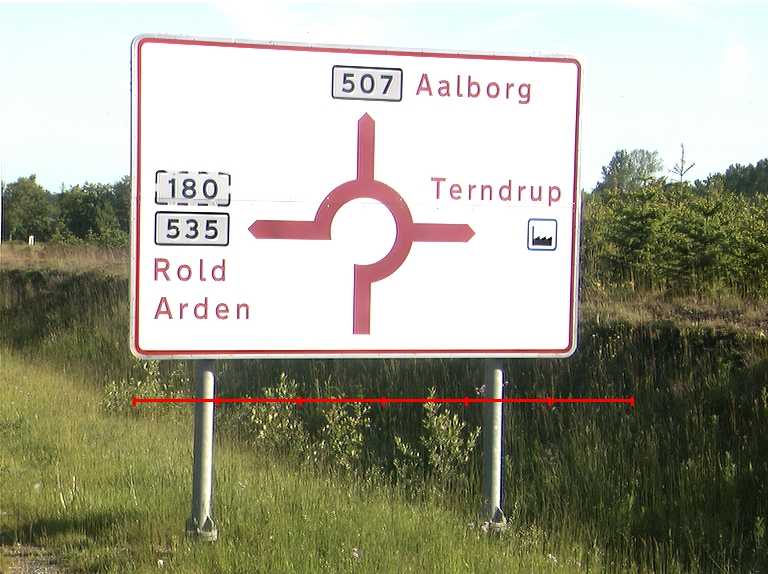 507 Aalborg
Terndrup
180
535
Rold
Arden